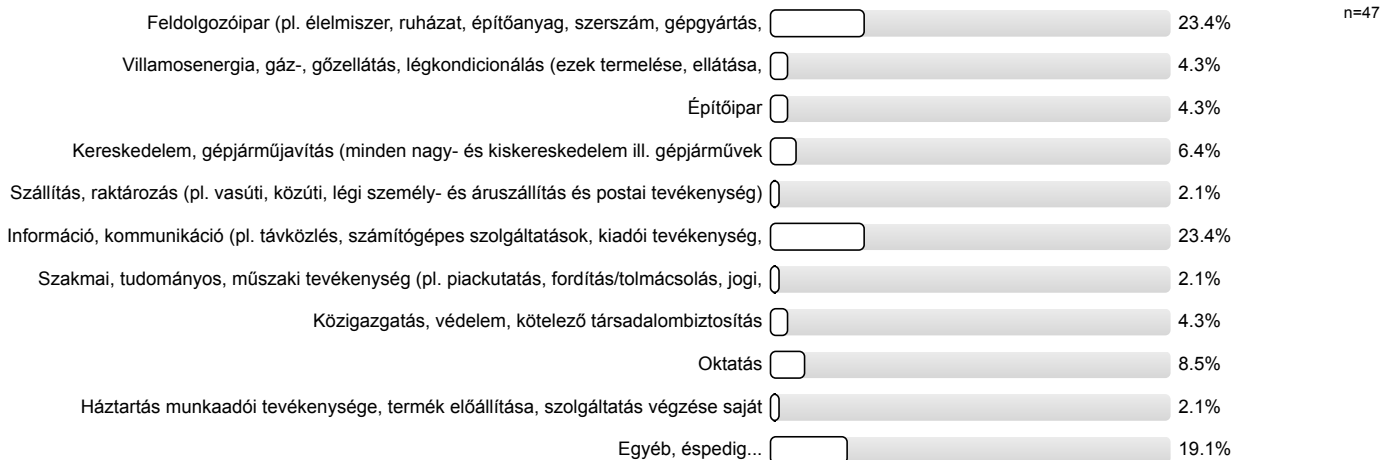 Feldolgozóipar (pl. élelmiszer, ruházat, építőanyag, szerszám, gépgyártás, 23.4% n=47
Villamosenergia, gáz-, gőzellátás, légkondicionálás (ezek termelése, ellátása, 4.3%
Építőipar 4.3%
Kereskedelem, gépjárműjavítás (minden nagy- és kiskereskedelem ill. gépjárművek 6.4%
Szállítás, raktározás (pl. vasúti, közúti, légi személy- és áruszállítás és postai tevékenység) 2.1%
Információ, kommunikáció (pl. távközlés, számítógépes szolgáltatások, kiadói tevékenység, 23.4%
Szakmai, tudományos, műszaki tevékenység (pl. piackutatás, fordítás/tolmácsolás, jogi, 2.1%
Közigazgatás, védelem, kötelező társadalombiztosítás 4.3%
Oktatás 8.5%
Háztartás munkaadói tevékenysége, termék előállítása, szolgáltatás végzése saját 2.1%
Egyéb, éspedig... 19.1%